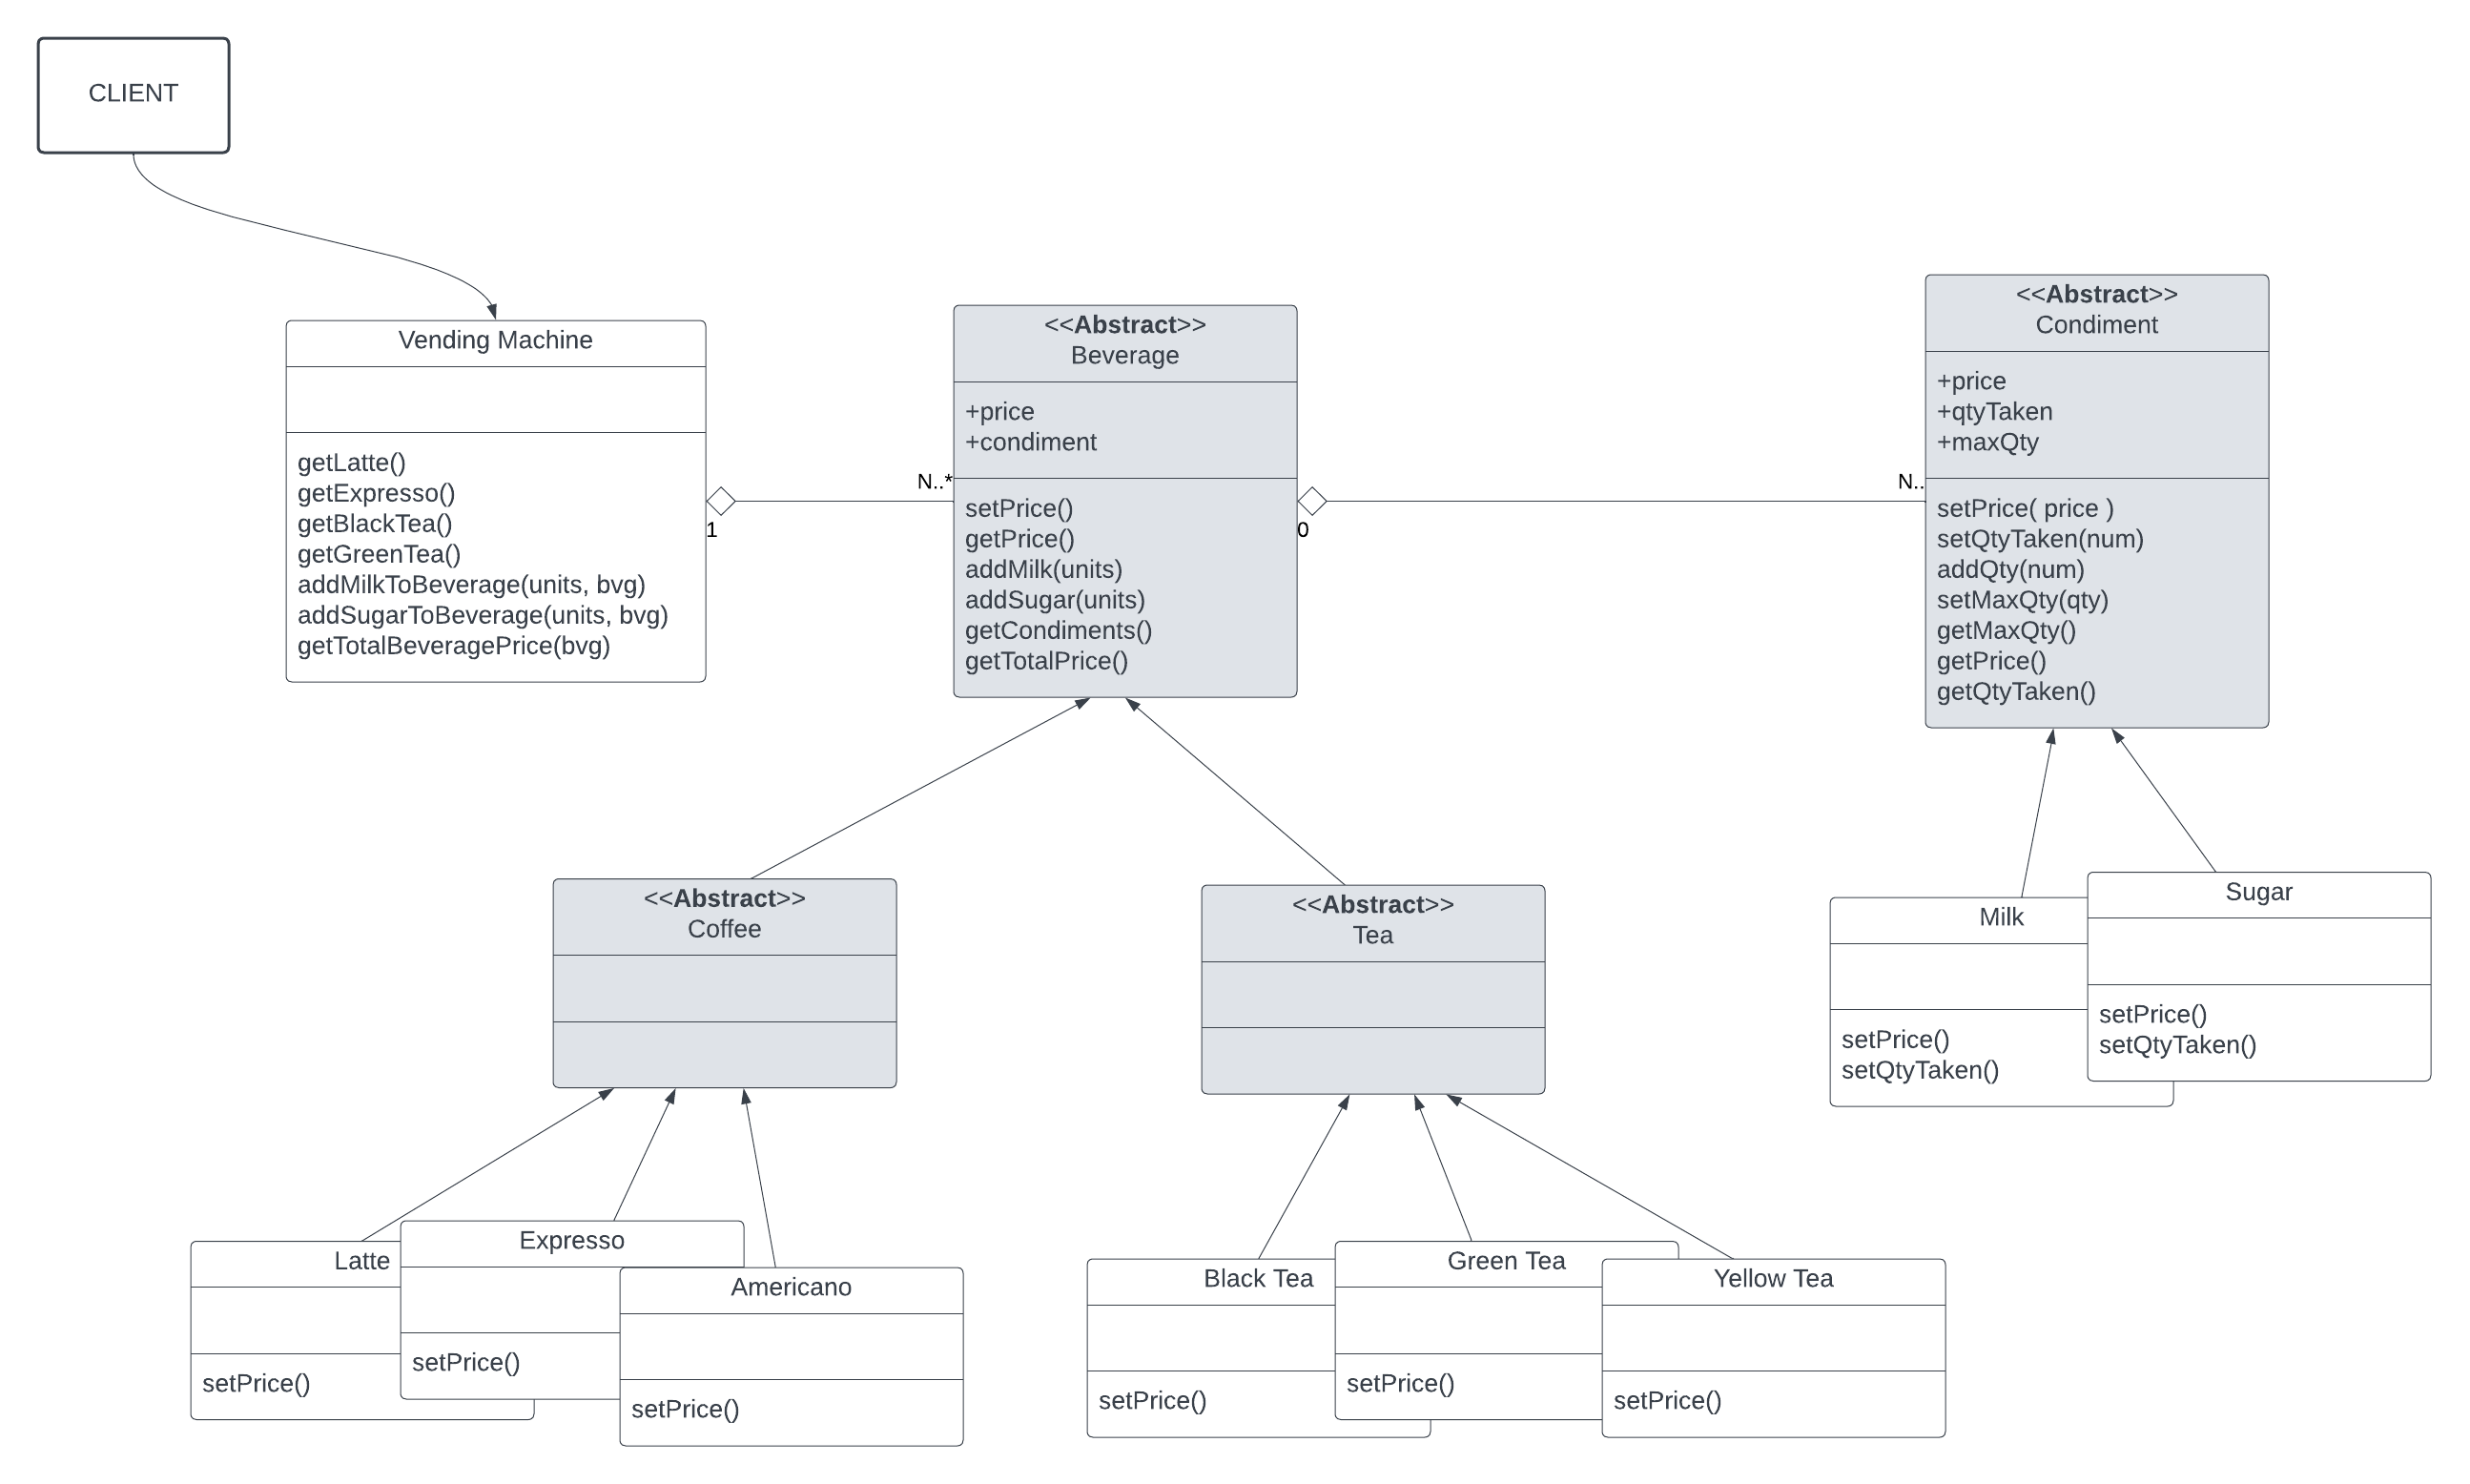 CLIENT
Vending Machine
getLatte()
getExpresso()
getBlackTea()
getGreenTea()
addMilkToBeverage(units, bvg)
addSugarToBeverage(units, bvg)
getTotalBeveragePrice(bvg)
1
N..*
<<Abstract>>
Beverage
+price
+condiment
setPrice()
getPrice()
addMilk(units)
addSugar(units)
getCondiments()
getTotalPrice()
0
N..
<<Abstract>>
Condiment
+price
+qtyTaken
+maxQty
setPrice( price )
setQtyTaken(num)
addQty(num)
setMaxQty(qty)
getMaxQty()
getPrice()
getQtyTaken()
<<Abstract>>
Coffee
<<Abstract>>
Tea
Milk
setPrice()
setQtyTaken()
Sugar
setPrice()
setQtyTaken()
Latte
setPrice()
Expresso
setPrice()
Americano
setPrice()
Black Tea
setPrice()
Green Tea
setPrice()
Yellow Tea
setPrice()